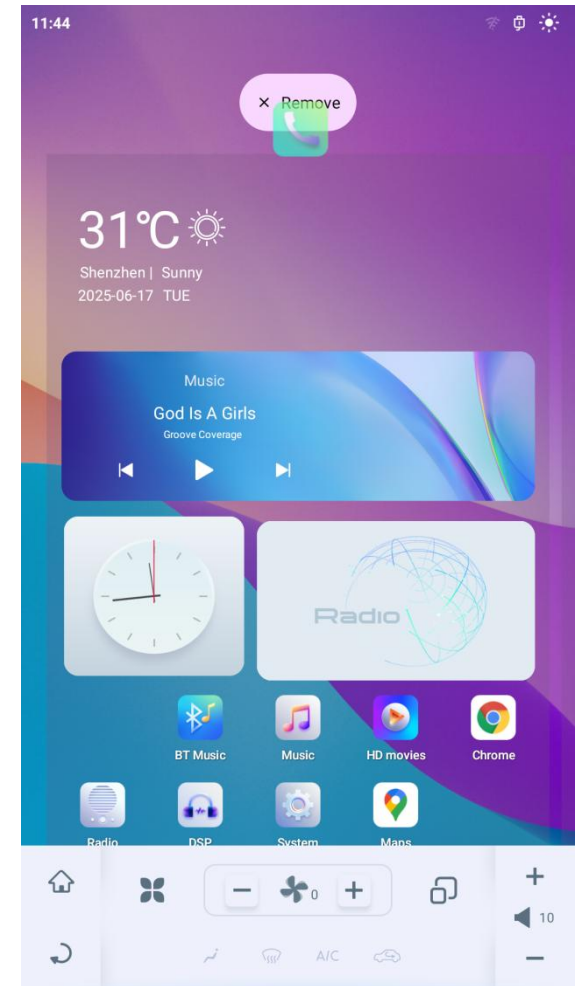 11:44
× Remove
31℃
Shenzhen | Sunny
2025-06-17 TUE
Music
God Is A Girls
Groove Coverage
Radio
BT Music
Music
HD movies
Chrome
Radio
DSP
System
Maps
0
10
A/C